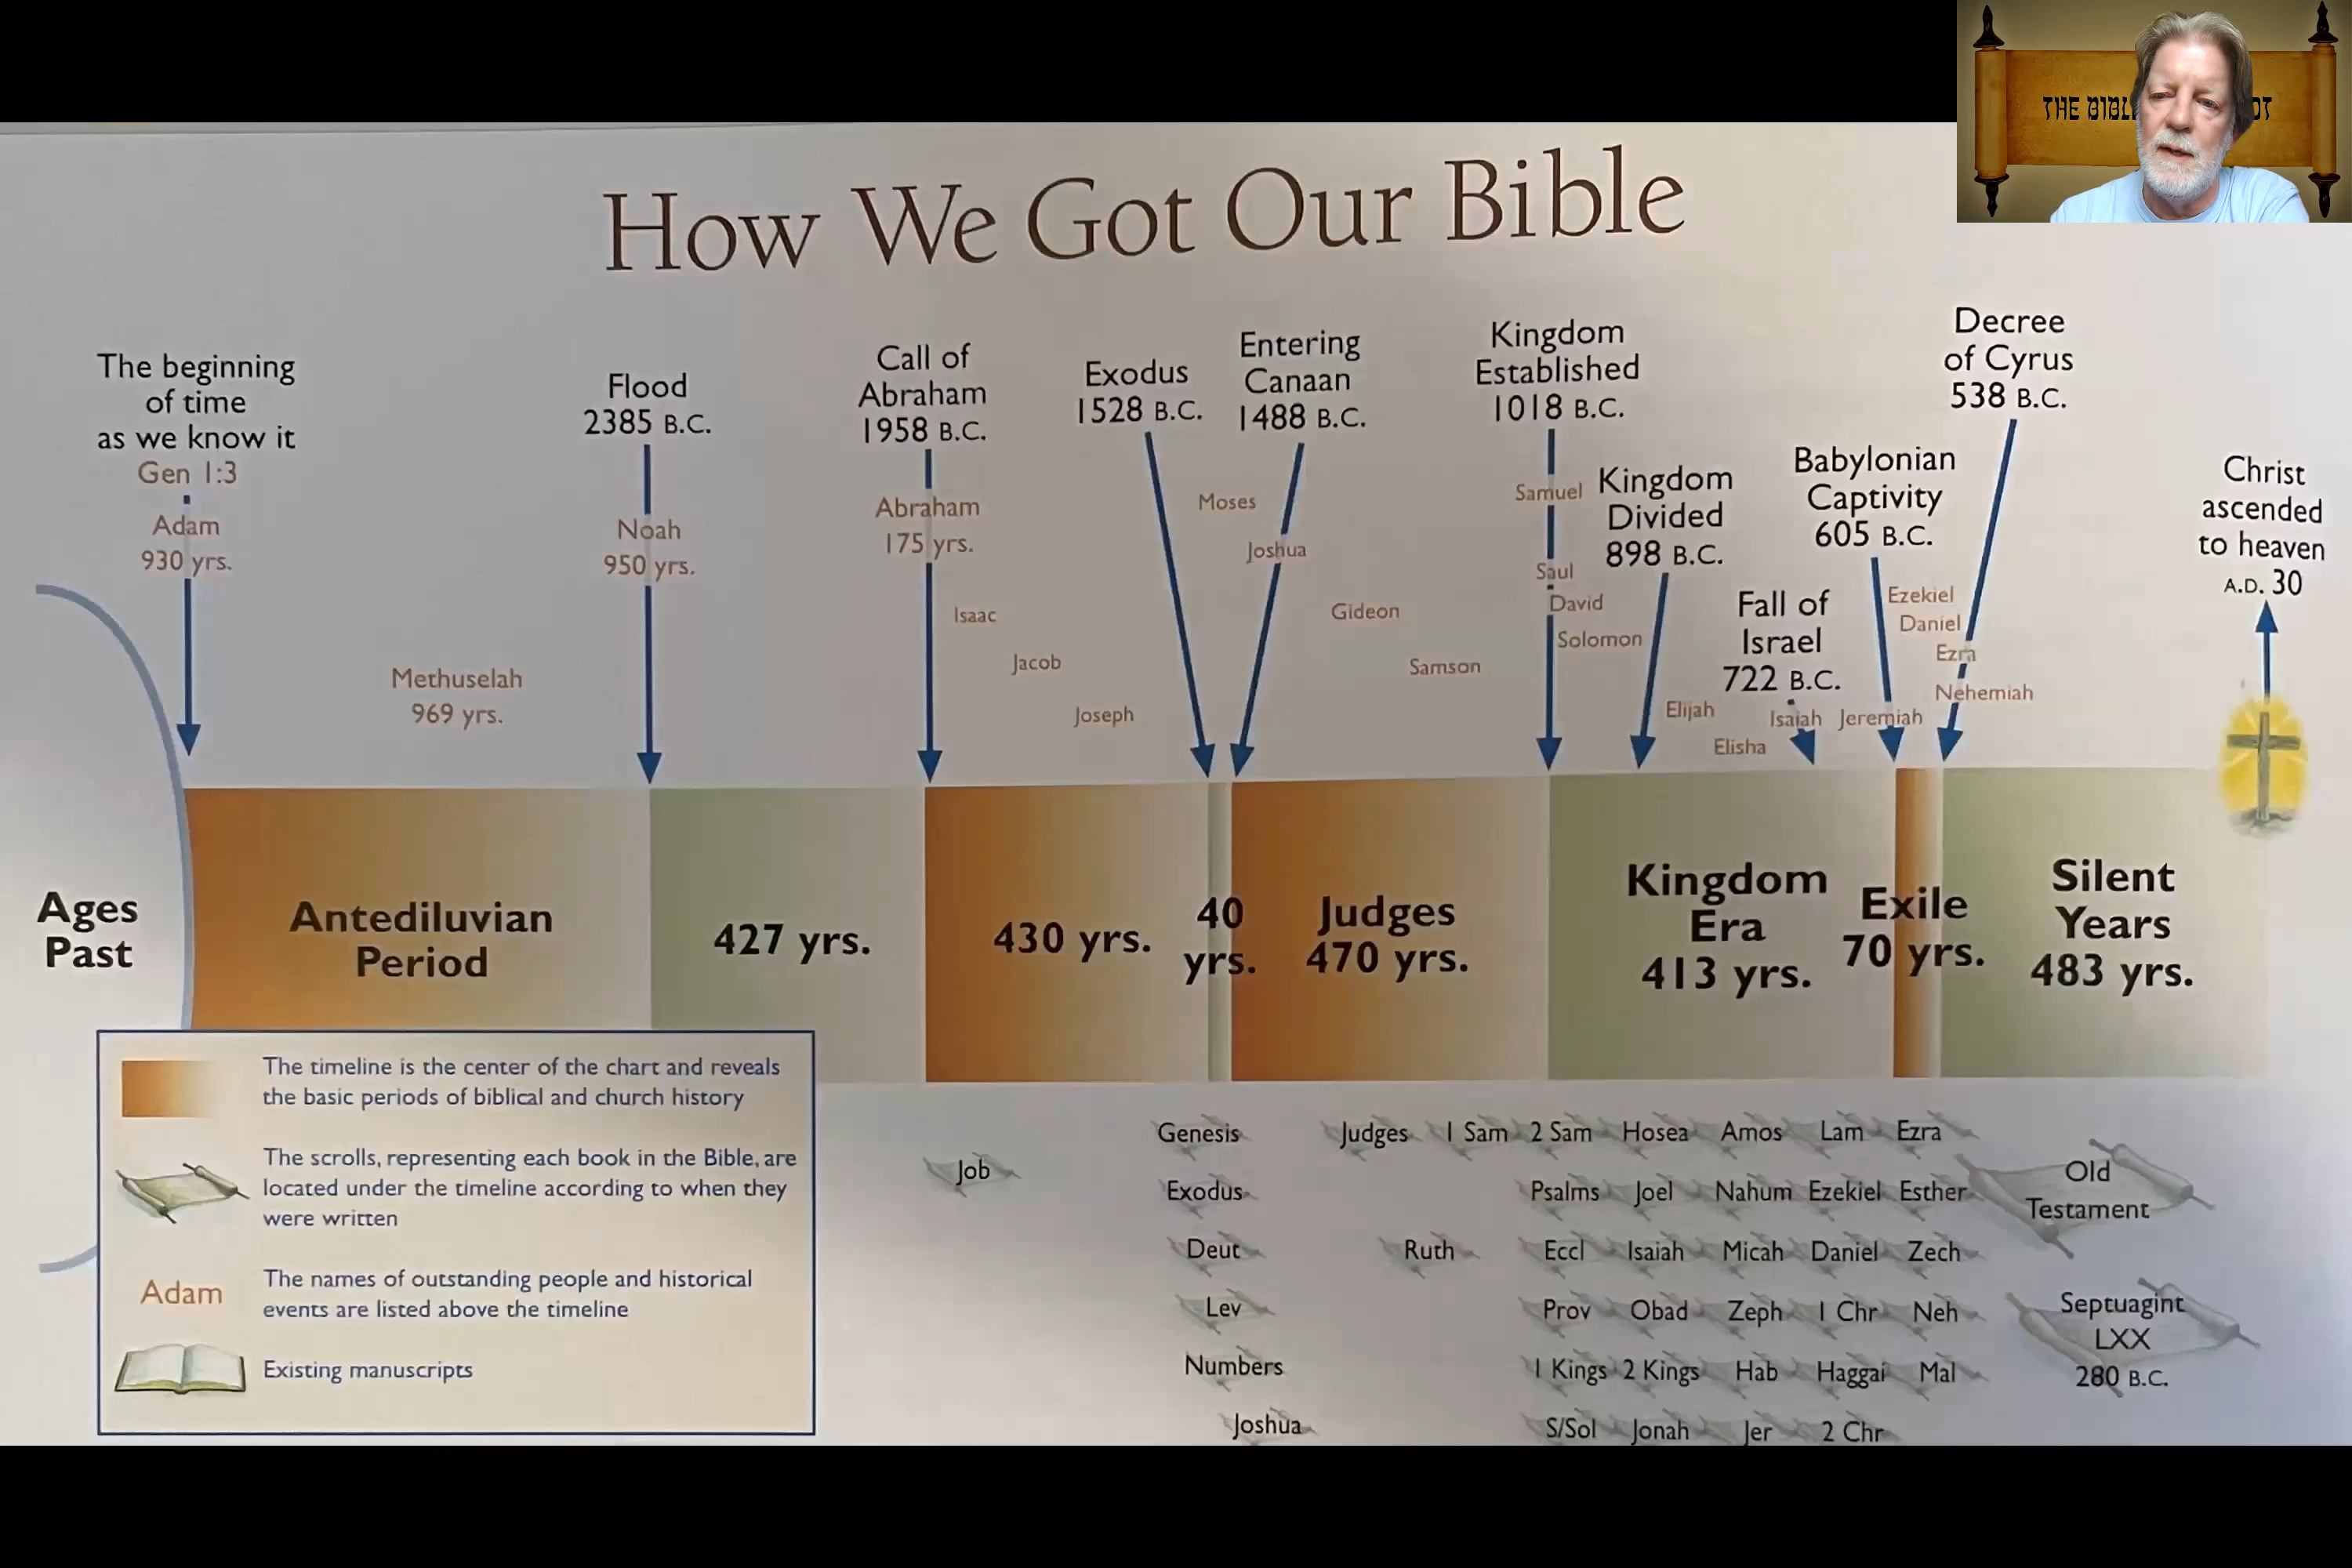 THE BIBL
OT
How We Got Our Bible
The beginning
of time
as we know it
Gen 1:3
Adam
930 yrs.
Methuselah
969 yrs.
Flood
2385 B.C.
Noah
950 yrs.
Call of
Abraham
1958 B.C.
Abraham
175 yrs.
Isaac
Jacob
Joseph
Exodus
1528 B.C.
Entering
Canaan
1488 B.C.
Moses
Joshua
Gideon
Samson
Kingdom
Established
1018 B.C.
Samuel
Saul
David
Solomon
Kingdom
Divided
898 B.C.
Elijah
Elisha
Fall of
Israel
722 B.C.
Isaiah
Jeremiah
Babylonian
Captivity
605 B.C.
Ezekiel
Daniel
Ezra
Nehemiah
Decree
of Cyrus
538 B.C.
Christ
ascended
to heaven
A.D. 30
Ages
Past
Antediluvian
Period
427 yrs.
430 yrs.
40
yrs.
Judges
470 yrs.
Kingdom
Era
413 yrs.
Exile
70 yrs.
Silent
Years
483 yrs.
The timeline is the center of the chart and reveals
the basic periods of biblical and church history
The scrolls, representing each book in the Bible, are
located under the timeline according to when they
were written
Adam
The names of outstanding people and historical
events are listed above the timeline
Existing manuscripts
Job
Genesis
Exodus
Deut
Lev
Numbers
Joshua
Judges 1 Sam 2 Sam Hosea Amos Lam Ezra
Psalms Joel Nahum Ezekiel Esther
Ruth Eccl Isaiah Micah Daniel Zech
Prov Obad Zeph 1 Chr Neh
1 Kings 2 Kings Hab Haggai Mal
S/Sol Jonah Jer 2 Chr
Old
Testament
Septuagint
LXX
280 B.C.